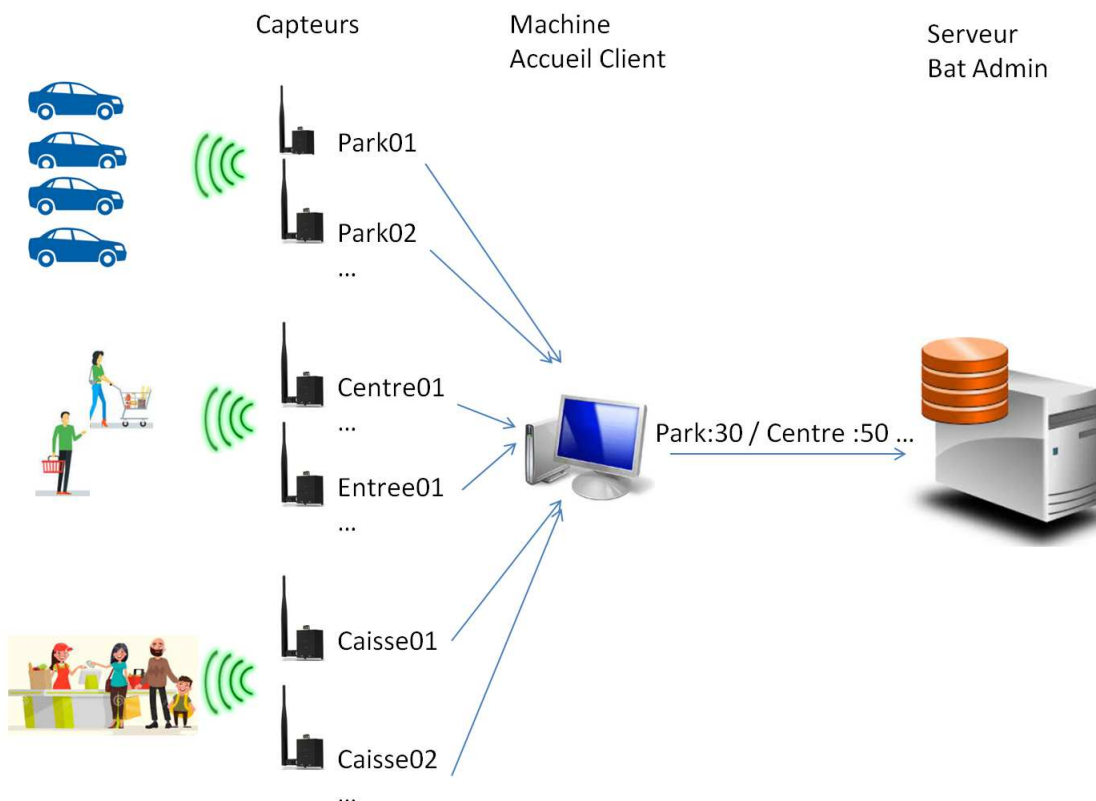 Capteurs
Machine
Accueil Client
Serveur
Bat Admin
Park01
Park02
...
Centre01
...
Entree01
...
Park:30 / Centre :50 ...
Caisse01
Caisse02
...